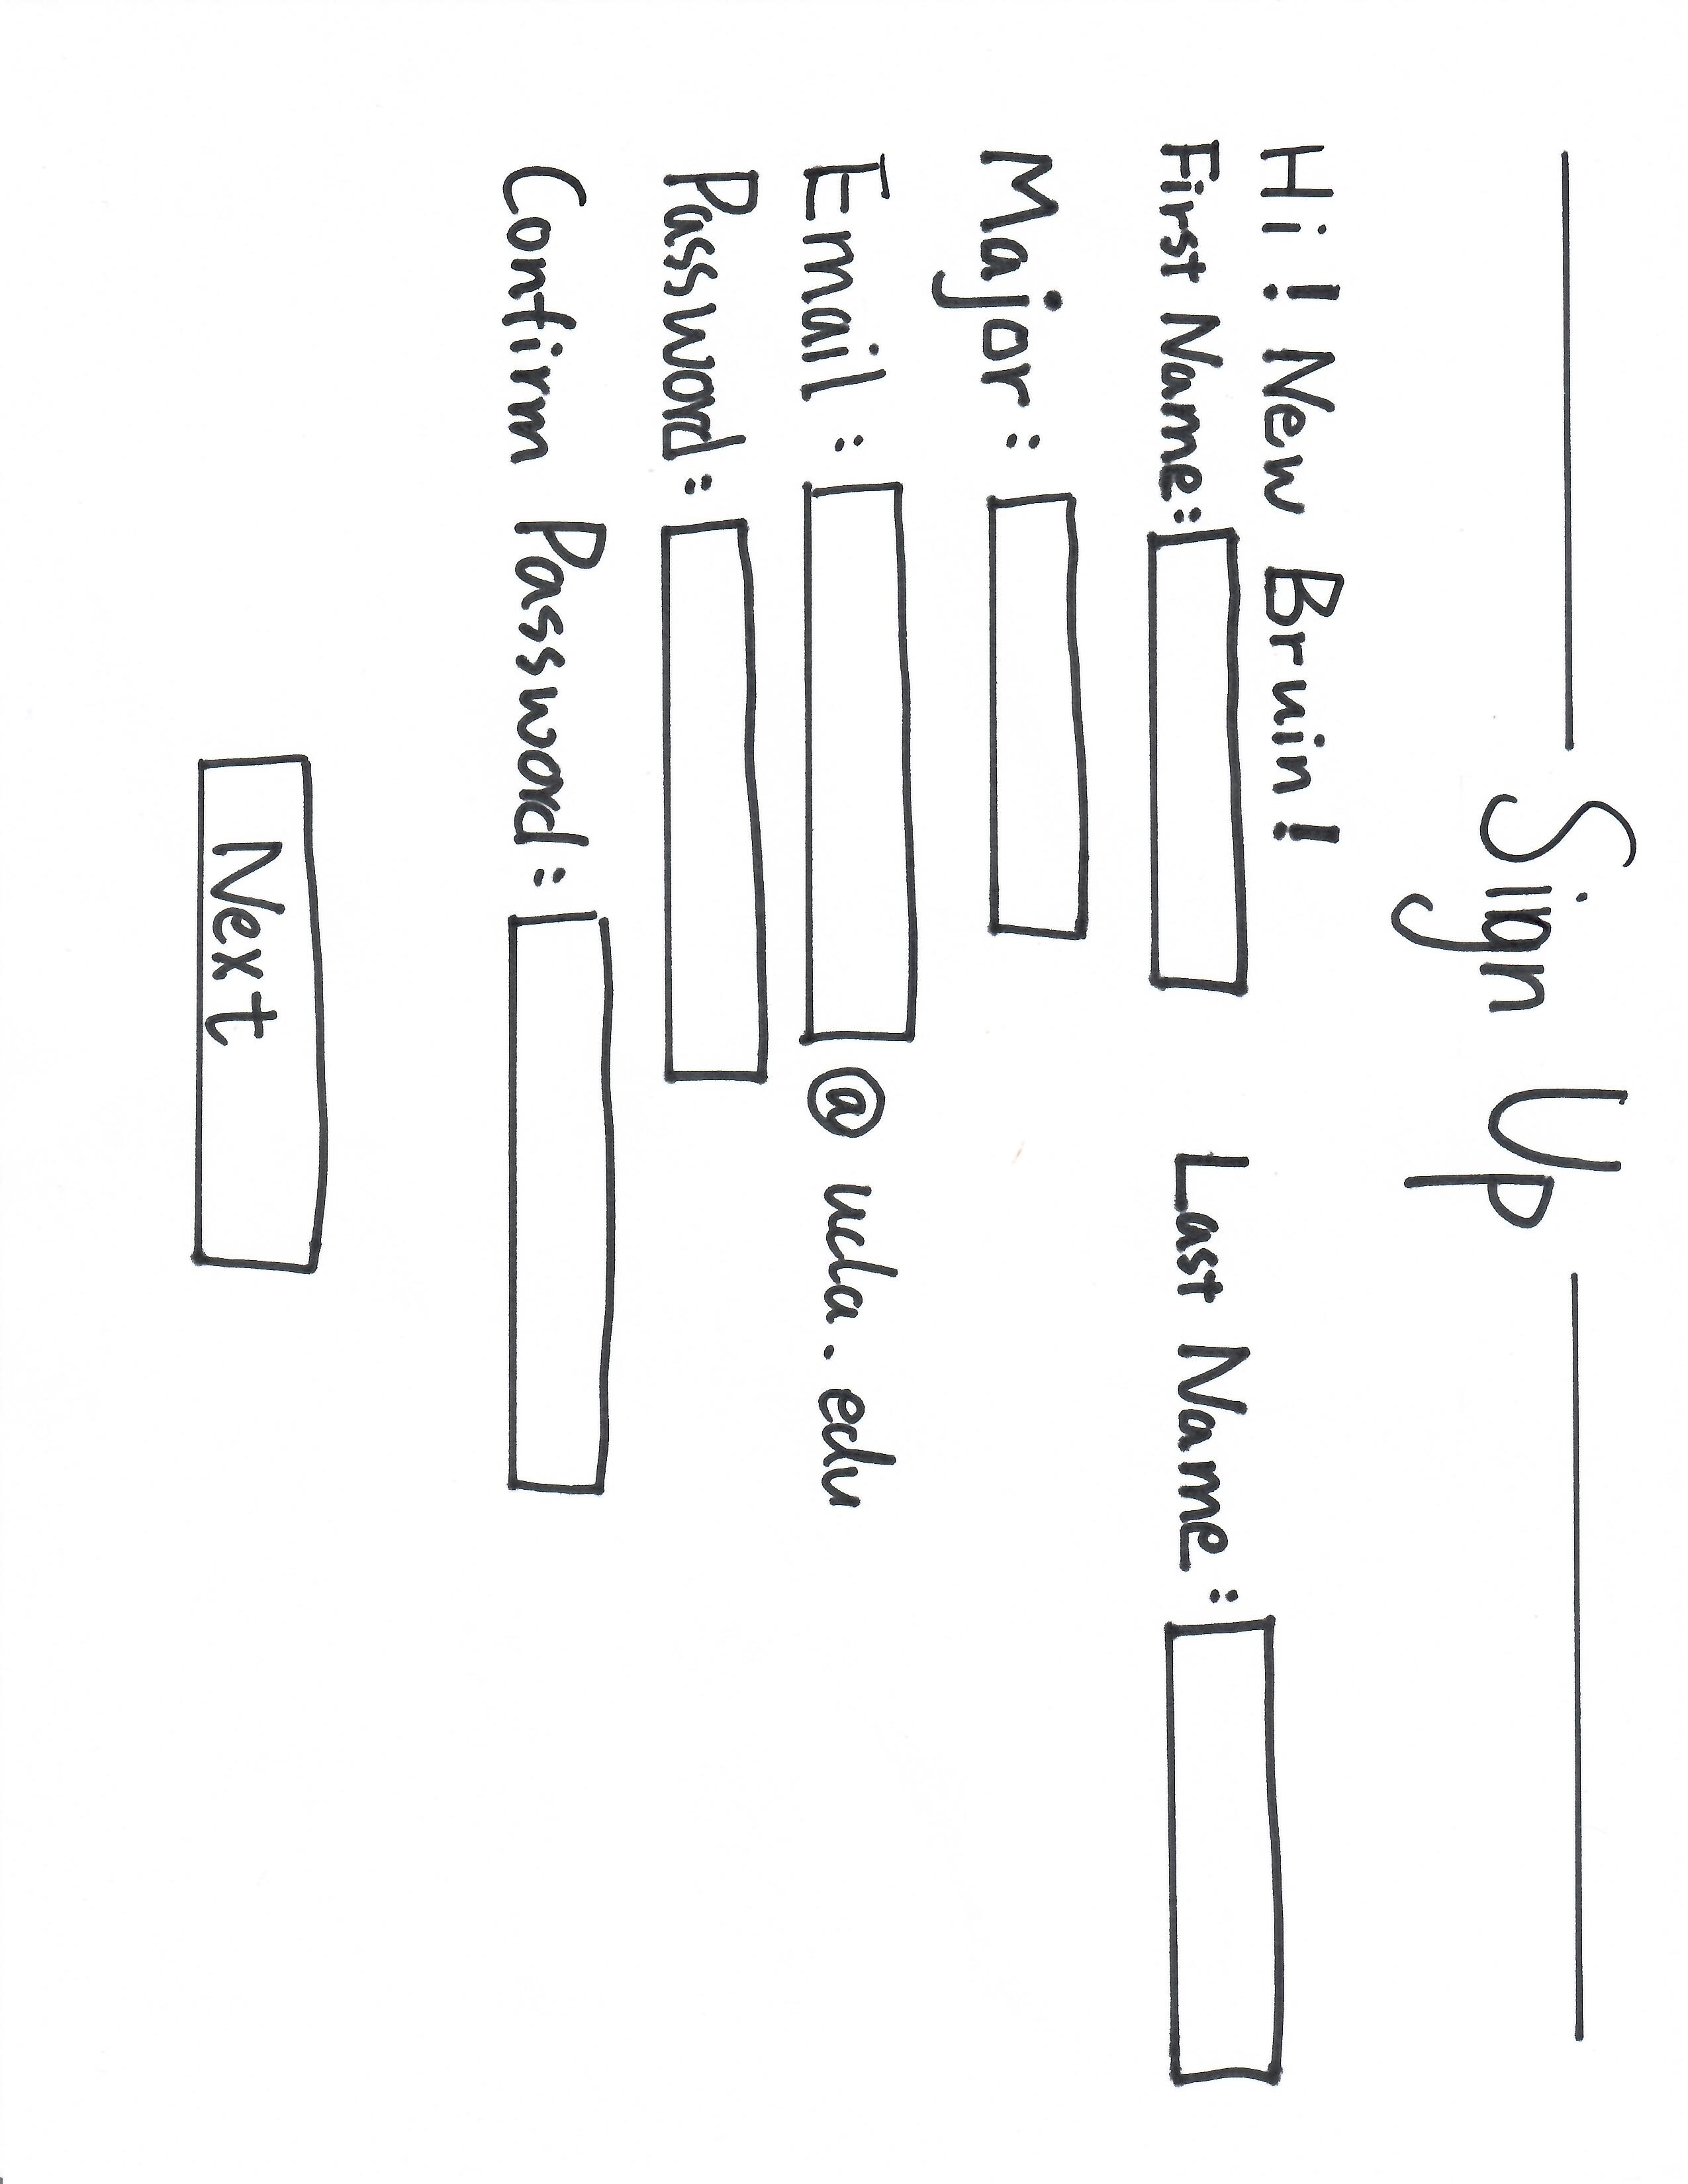 Sign Up
Hi! New Bruin!
First Name: Last Name:
Major:
Email: @ucla.edu
Password:
Confirm Password:
Next